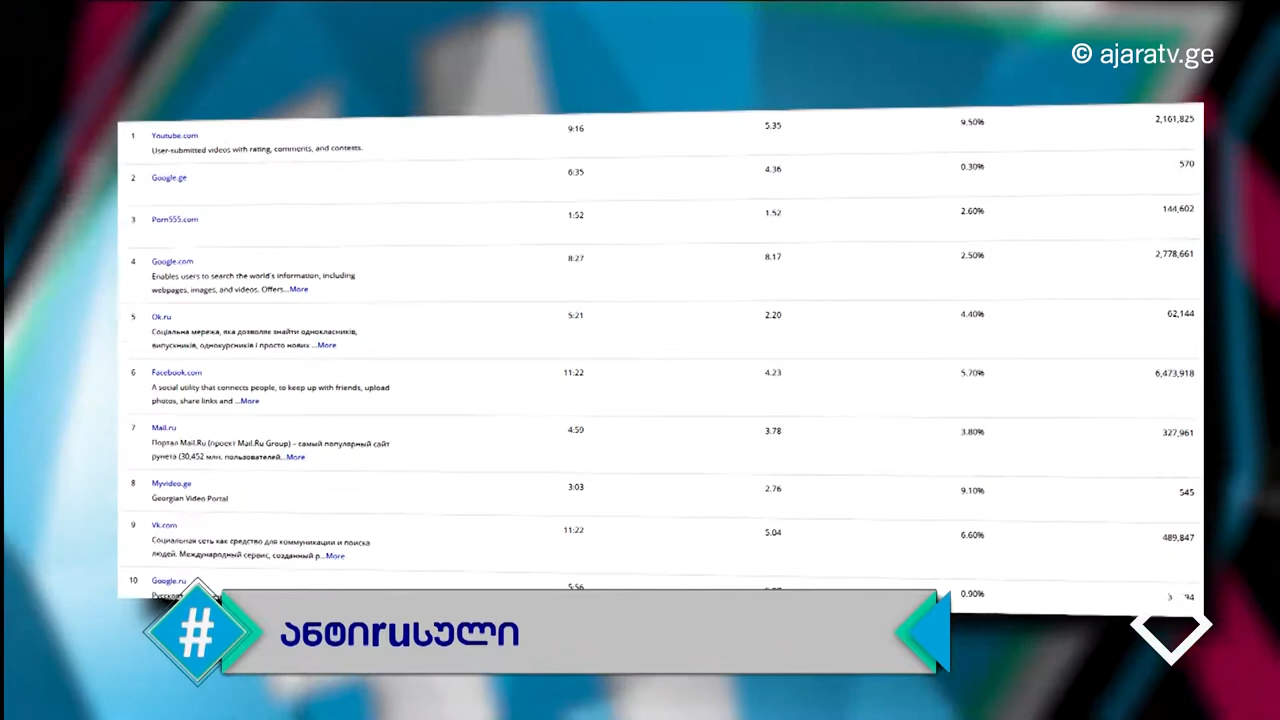 © ajaratv.ge
1 Youtube.com 9:16 5.35 9.50% 2,161,825
User-submitted videos with rating, comments, and contests.
2 Google.ge 6:35 4.36 0.30% 570
3 Porn555.com 1:52 1.52 2.60% 144,602
4 Google.com 8:27 8.17 2.50% 2,778,661
Enables users to search the world's information, including
webpages, images, and videos. Offers...More
5 Ok.ru 5:21 2.20 4.40% 62,144
Соціальна мережа, яка дозволяє знайти однокласників,
випускників, однокурсників і просто нових ...More
6 Facebook.com 11:22 4.23 5.70% 6,473,918
A social utility that connects people, to keep up with friends, upload
photos, share links and ...More
7 Mail.ru 4:59 3.78 3.80% 327,961
Портал Mail.Ru (проект Mail.Ru Group) – самый популярный сайт
рунета (30,452 млн. пользователей...More
8 Myvideo.ge 3:03 2.76 9.10% 545
Georgian Video Portal
9 Vk.com 11:22 5.04 6.60% 489,847
Социальная сеть как средство для коммуникации и поиска
людей. Международный сервис, созданный р...More
10 Google.ru 5:56 0.90%
# ანტიruსული